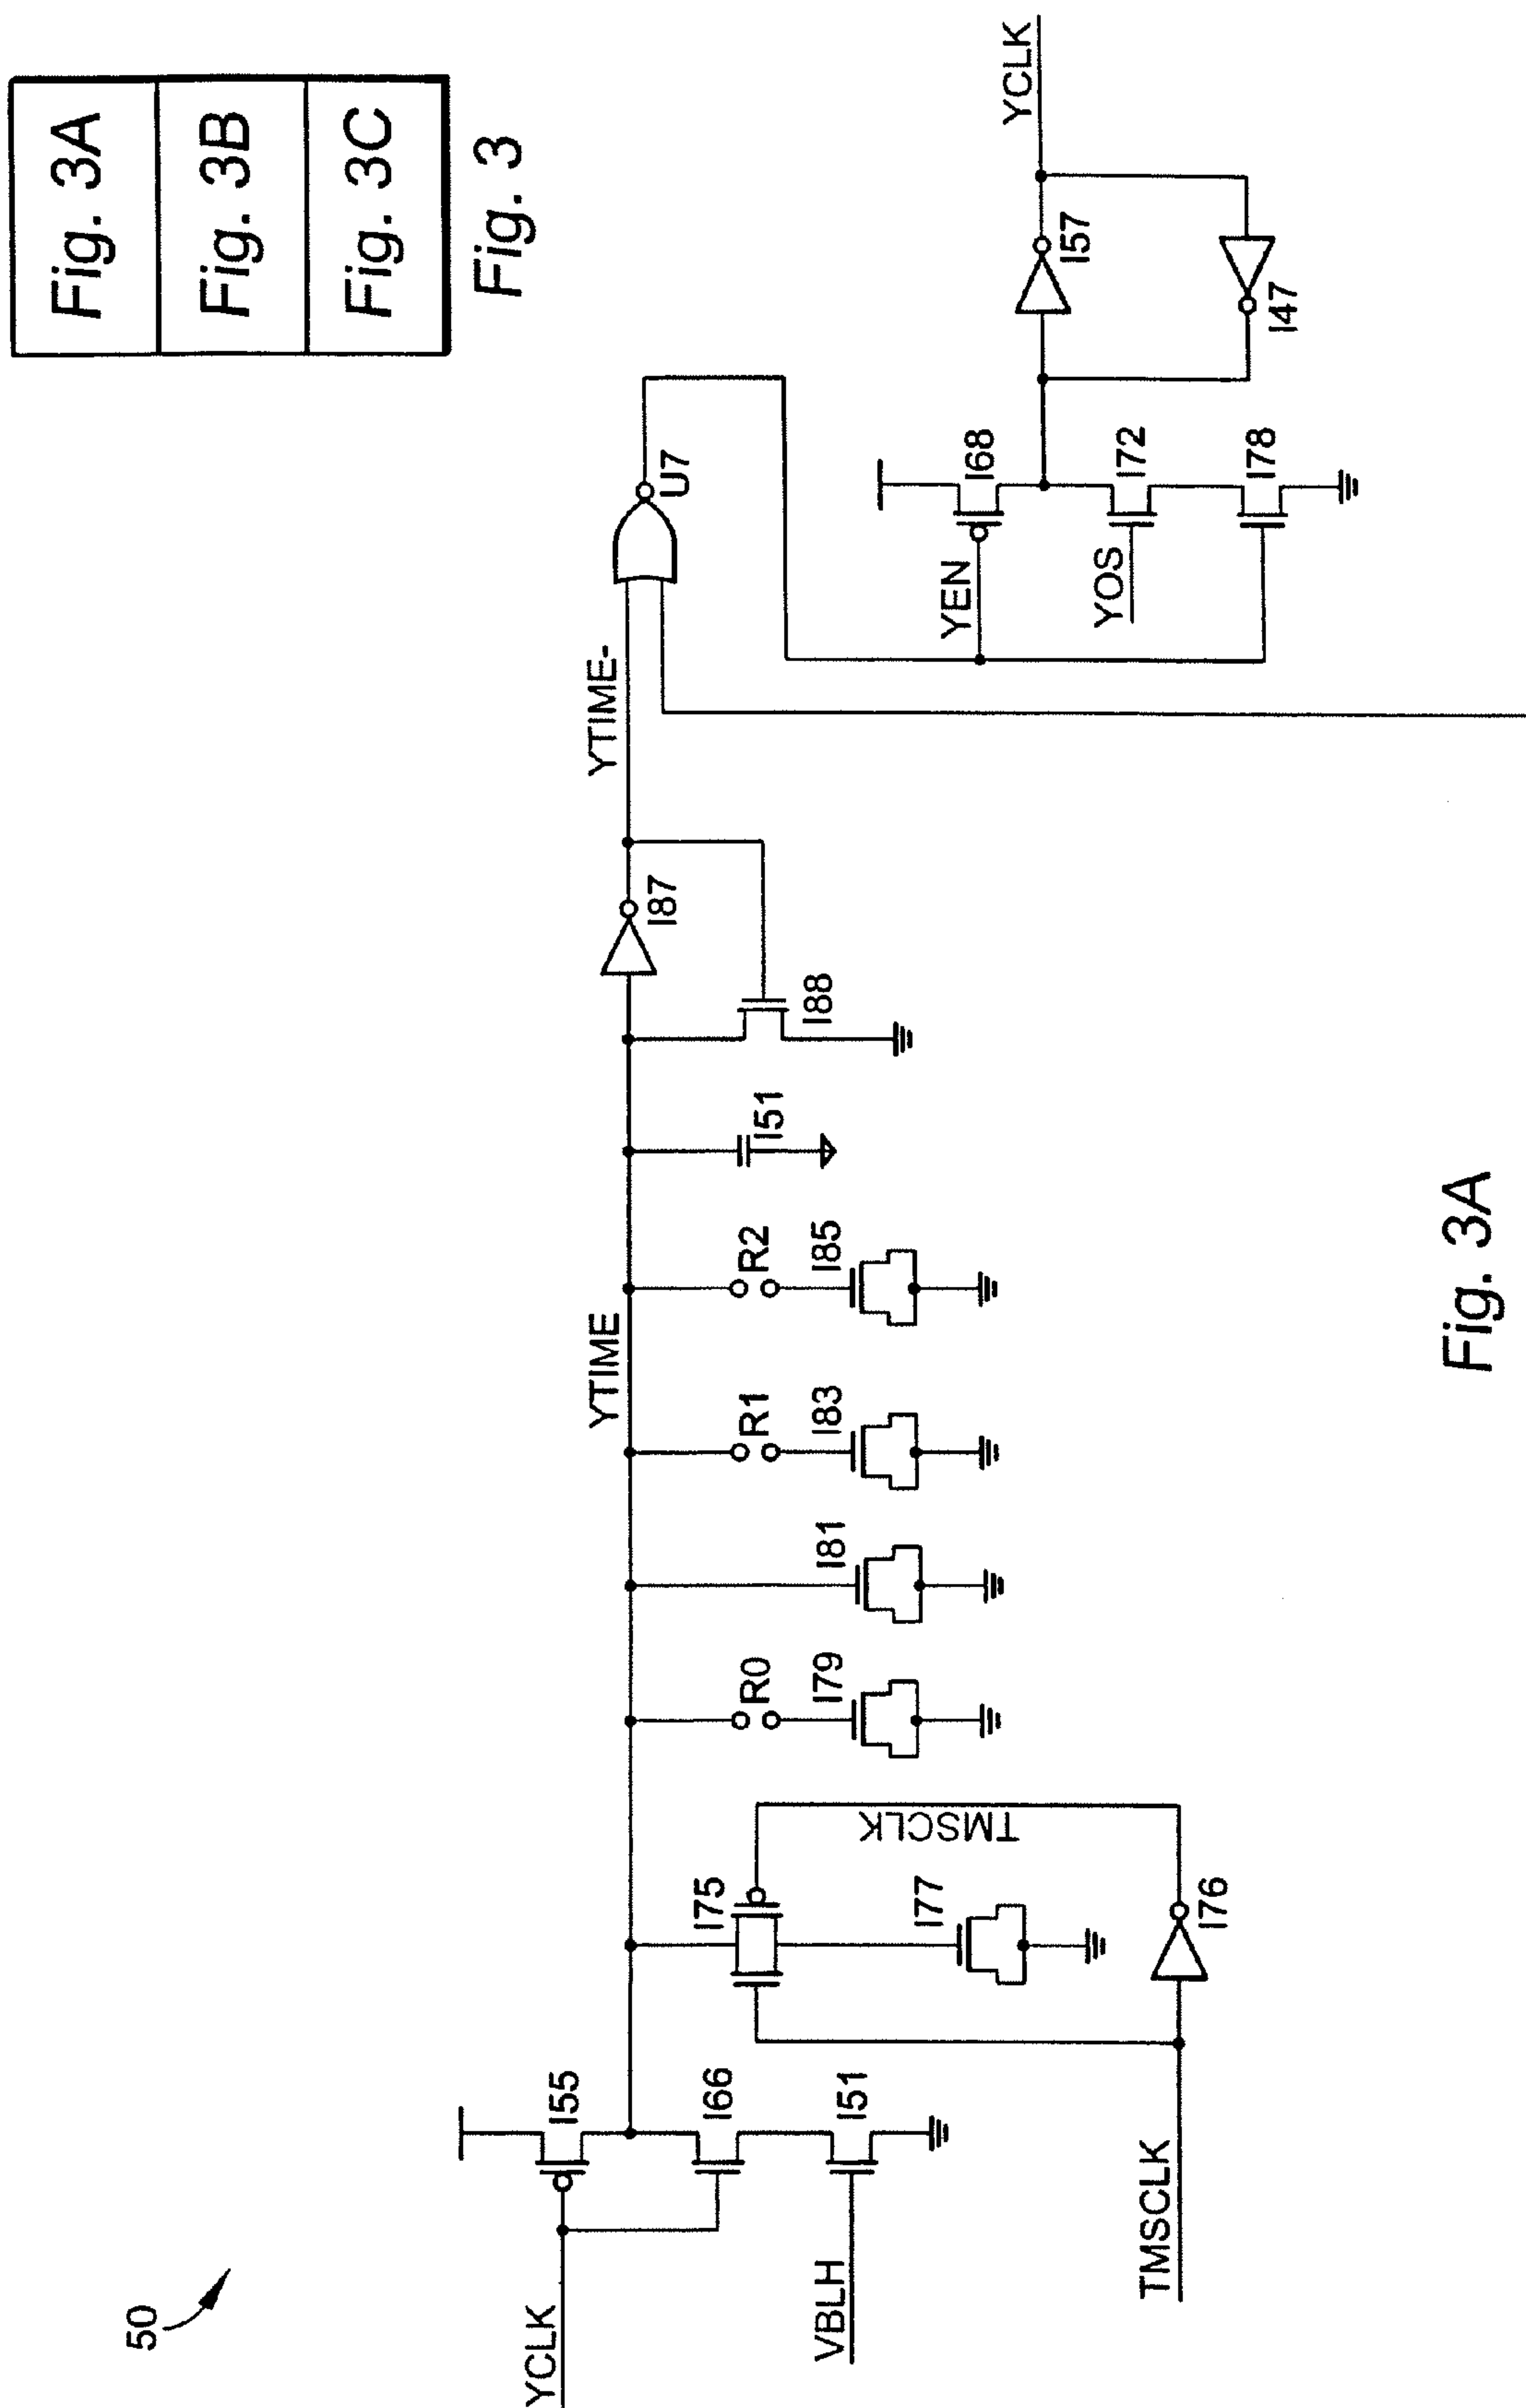 Fig. 3A
Fig. 3B
Fig. 3C
Fig. 3
50
YCLK
I55
I66
VBLH
I51
TMSCLK
I75
I77
I76
TMSCLK
R0
I79
I81
YTIME
R1
I83
R2
I85
I51
I88
I87
YTIME-
U7
YEN
I68
YOS
I72
I78
I57
I47
YCLK
Fig. 3A